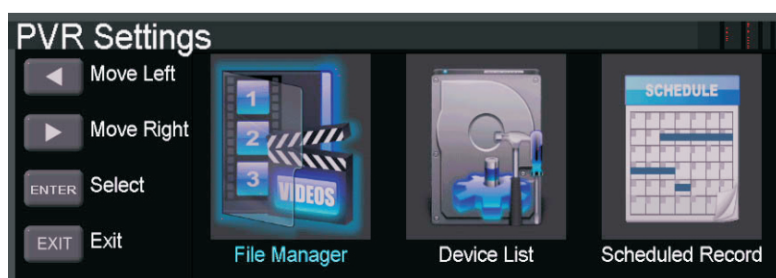 PVR Settings
Move Left
Move Right
ENTER Select
EXIT Exit
1
2
3
VIDEOS
File Manager
Device List
SCHEDULE
Scheduled Record